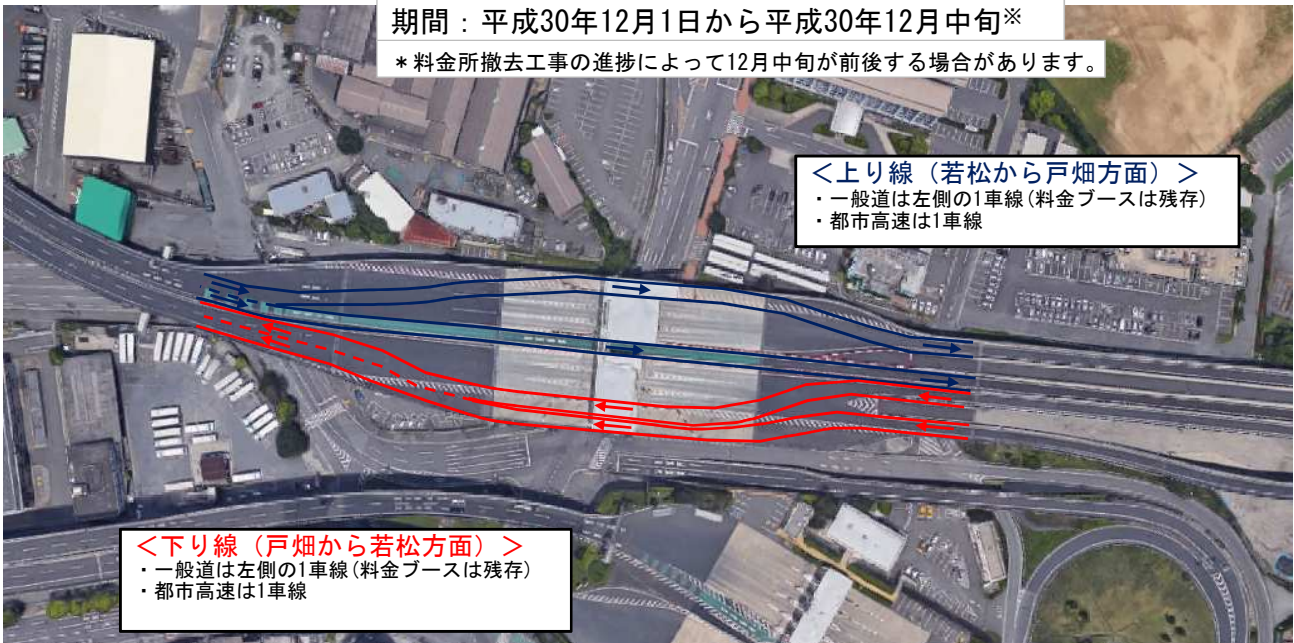 期間：平成30年12月1日から平成30年12月中旬※
＊料金所撤去工事の進捗によって12月中旬が前後する場合があります。
＜上り線（若松から戸畑方面）＞
・一般道は左側の1車線(料金ブースは残存)
・都市高速は1車線
＜下り線（戸畑から若松方面）＞
・一般道は左側の1車線(料金ブースは残存)
・都市高速は1車線